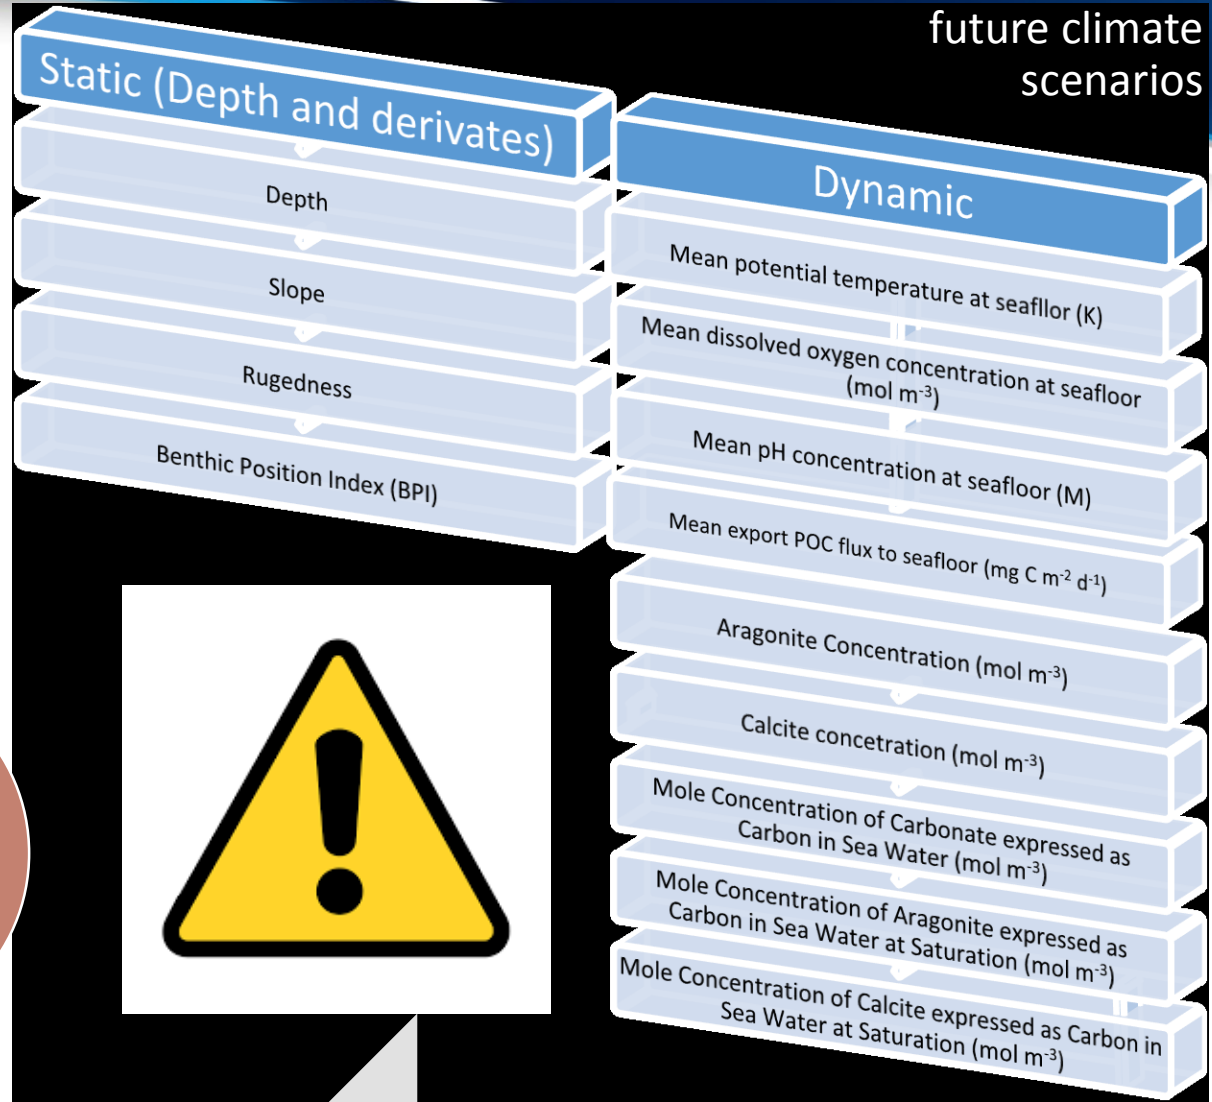 future climate
scenarios
Static (Depth and derivates)
Depth
Slope
Rugedness
Benthic Position Index (BPI)
Dynamic
Mean potential temperature at seafllor (K)
Mean dissolved oxygen concentration at seafloor
(mol m⁻³)
Mean pH concentration at seafloor (M)
Mean export POC flux to seafloor (mg C m⁻² d⁻¹)
Aragonite Concentration (mol m⁻³)
Calcite concetration (mol m⁻³)
Mole Concentration of Carbonate expressed as
Carbon in Sea Water (mol m⁻³)
Mole Concentration of Aragonite expressed as
Carbon in Sea Water at Saturation (mol m⁻³)
Mole Concentration of Calcite expressed as Carbon in
Sea Water at Saturation (mol m⁻³)